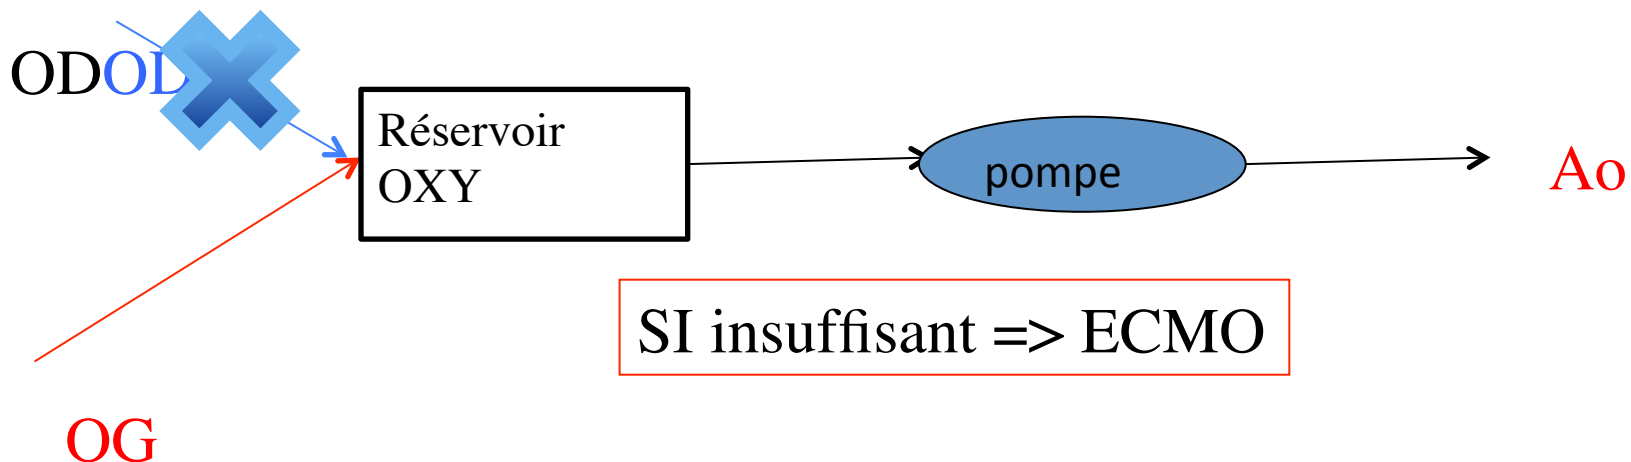 ODOD
Réservoir
OXY
pompe
Ao
SI insuffisant => ECMO
OG